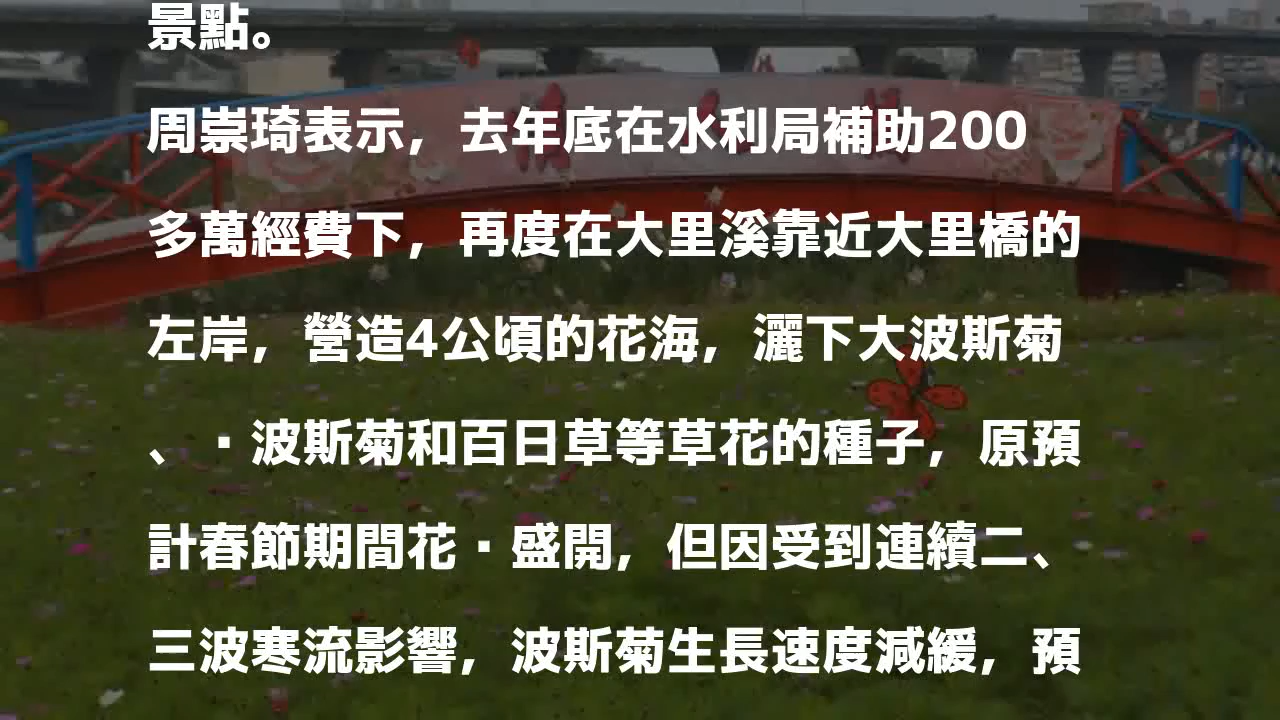 景點。
周崇琦表示，去年底在水利局補助200
多萬經費下，再度在大里溪靠近大里橋的
左岸，營造4公頃的花海，灑下大波斯菊
、·波斯菊和百日草等草花的種子，原預
計春節期間花·盛開，但因受到連續二、
三波寒流影響，波斯菊生長速度減緩，預